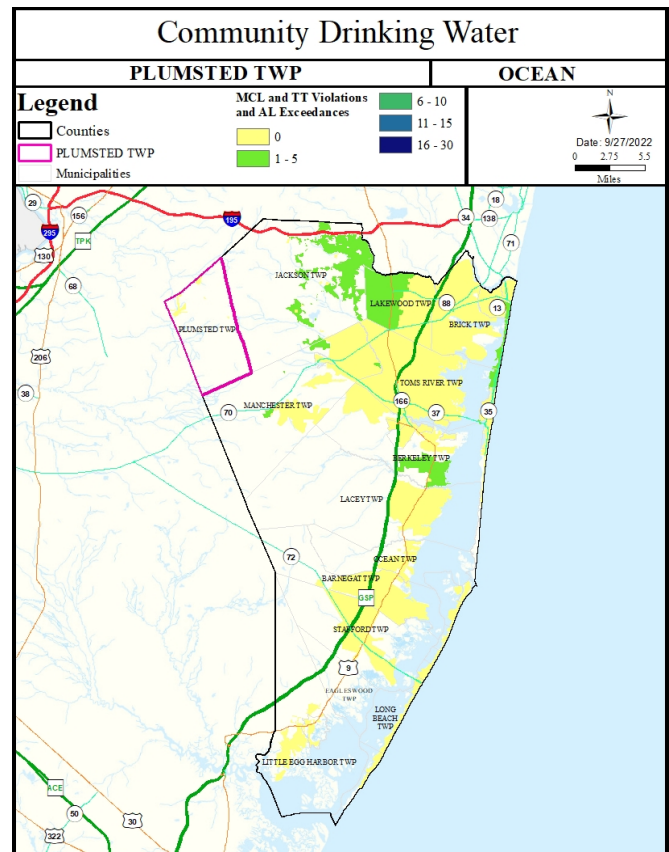 Community Drinking Water
PLUMSTED TWP
OCEAN
Legend
Counties
PLUMSTED TWP
Municipalities
MCL and TT Violations
and AL Exceedances
0
1 - 5
6 - 10
11 - 15
16 - 30
N
Date: 9/27/2022
0 2.75 5.5
Miles
29
156
195
34
18
138
295
TPK
71
130
68
JACKSON TWP
LAKEWOOD TWP
88
13
BRICK TWP
PLUMSTED TWP
206
TOMS RIVER TWP
38
70
MANCHESTER TWP
166
37
35
BERKELEY TWP
LACEY TWP
72
OCEAN TWP
BARNEGAT TWP
GSP
STAFFORD TWP
9
EAGLESWOOD
TWP
LONG
BEACH
TWP
LITTLE EGG HARBOR TWP
ACE
50
30
322